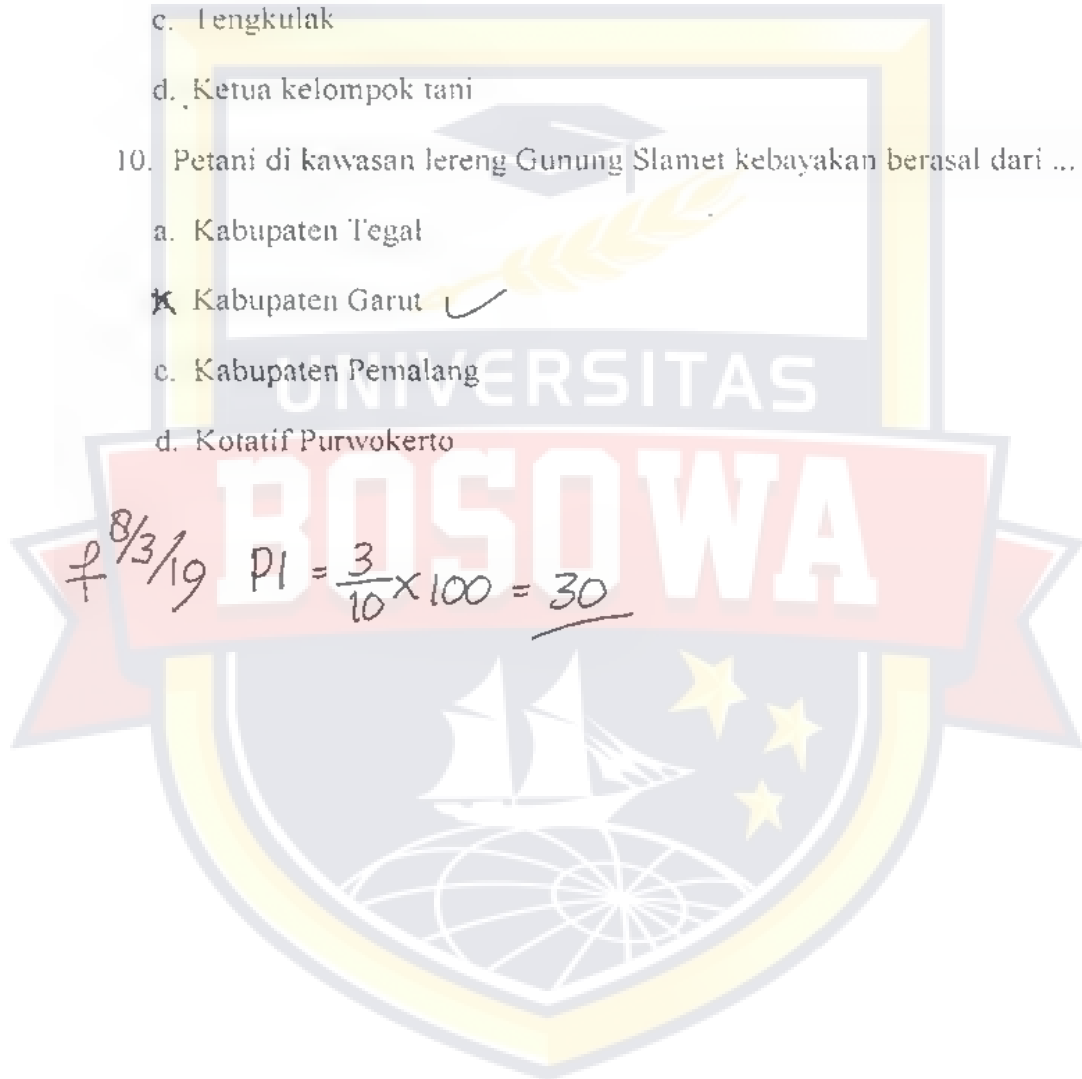 c. Tengkulak
d. Ketua kelompok tani
10. Petani di kawasan lereng Gunung Slamet kebayakan berasal dari ...
a. Kabupaten Tegal
Kabupaten Garut
c. Kabupaten Pemalang
d. Kotatif Purwokerto
UNIVERSITAS
BOSOWA
8/3/19 P1 = 3/10 × 100 = 30